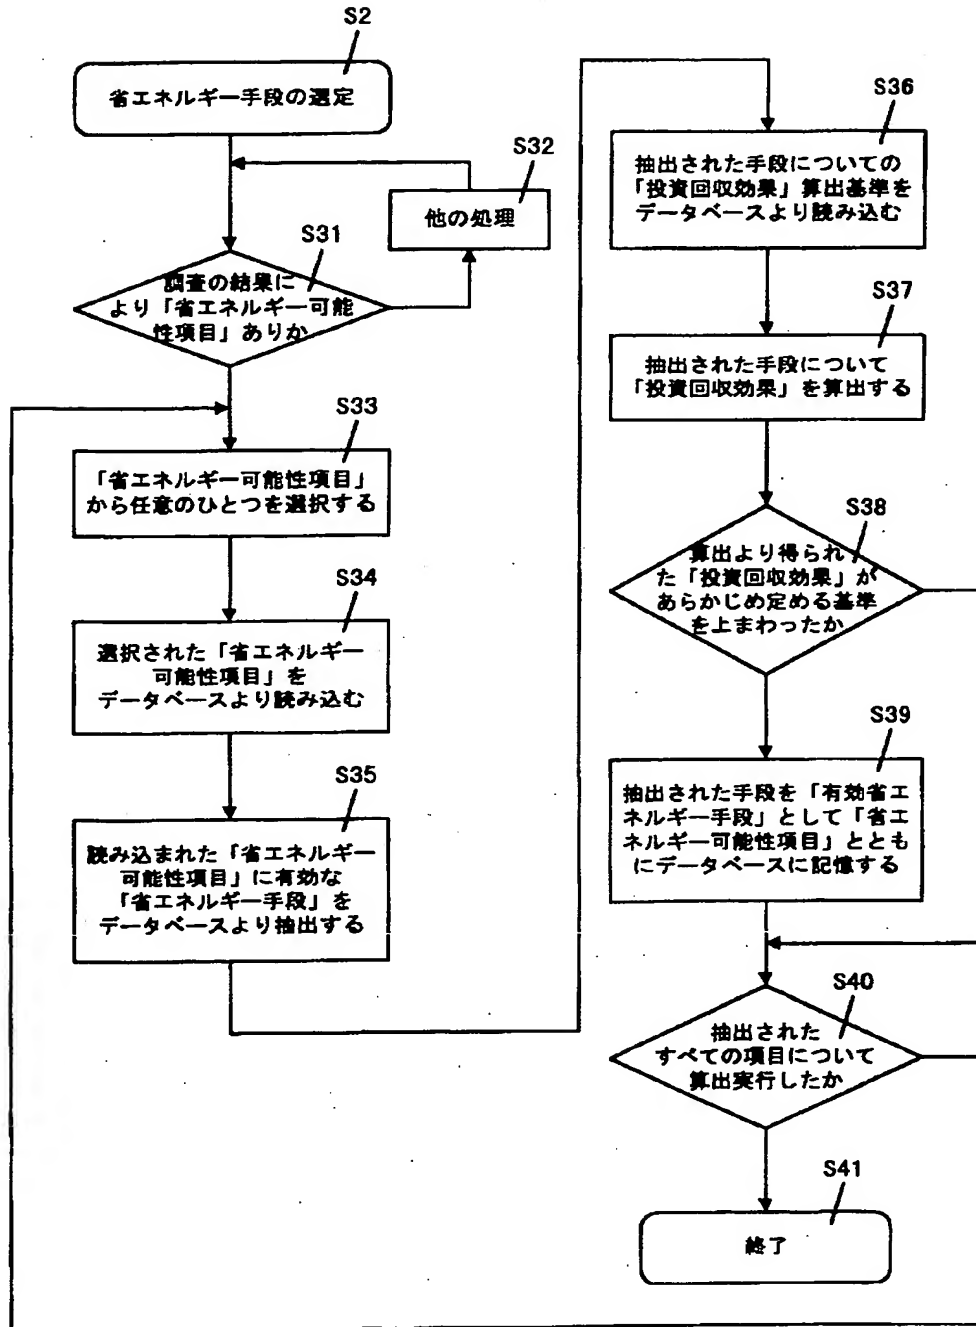 S2
省エネルギー手段の選定
S32
他の処理
S31
調査の結果に
より「省エネルギー可能
性項目」ありか
S33
「省エネルギー可能性項目」
から任意のひとつを選択する
S34
選択された「省エネルギー
可能性項目」を
データベースより読み込む
S35
読み込まれた「省エネルギー
可能性項目」に有効な
「省エネルギー手段」を
データベースより抽出する
S36
抽出された手段についての
「投資回収効果」算出基準を
データベースより読み込む
S37
抽出された手段について
「投資回収効果」を算出する
S38
算出より得られ
た「投資回収効果」が
あらかじめ定める基準
を上まわったか
S39
抽出された手段を「有効省エ
ネルギー手段」として「省エ
ネルギー可能性項目」ととも
にデータベースに記憶する
S40
抽出された
すべての項目について
算出実行したか
S41
終了